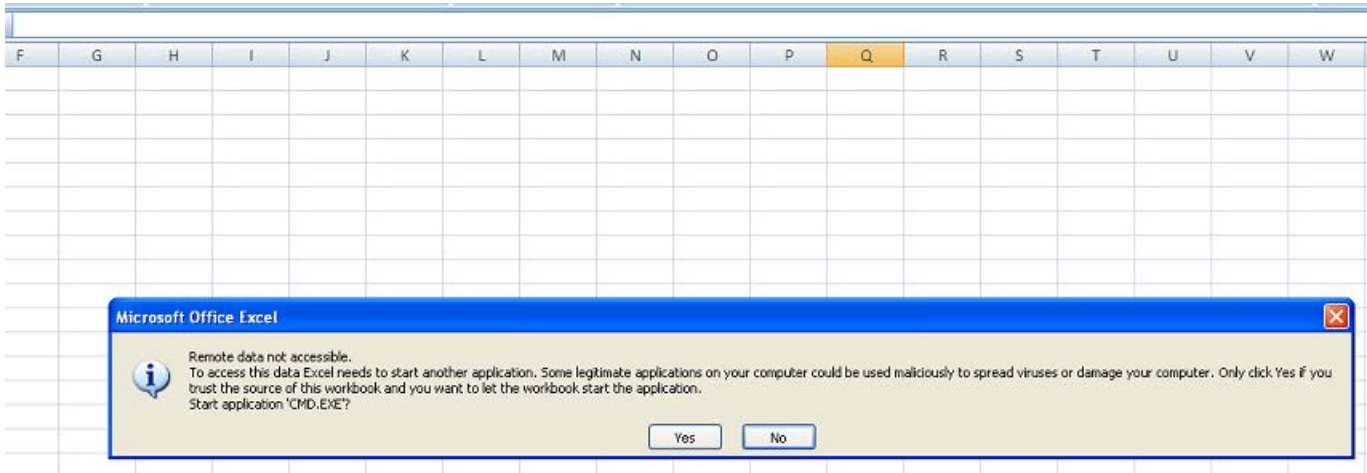 F G H I J K L M N O P Q R S T U V W
Microsoft Office Excel
Remote data not accessible.
To access this data Excel needs to start another application. Some legitimate applications on your computer could be used maliciously to spread viruses or damage your computer. Only click Yes if you
trust the source of this workbook and you want to let the workbook start the application.
Start application 'CMD.EXE'?
Yes No